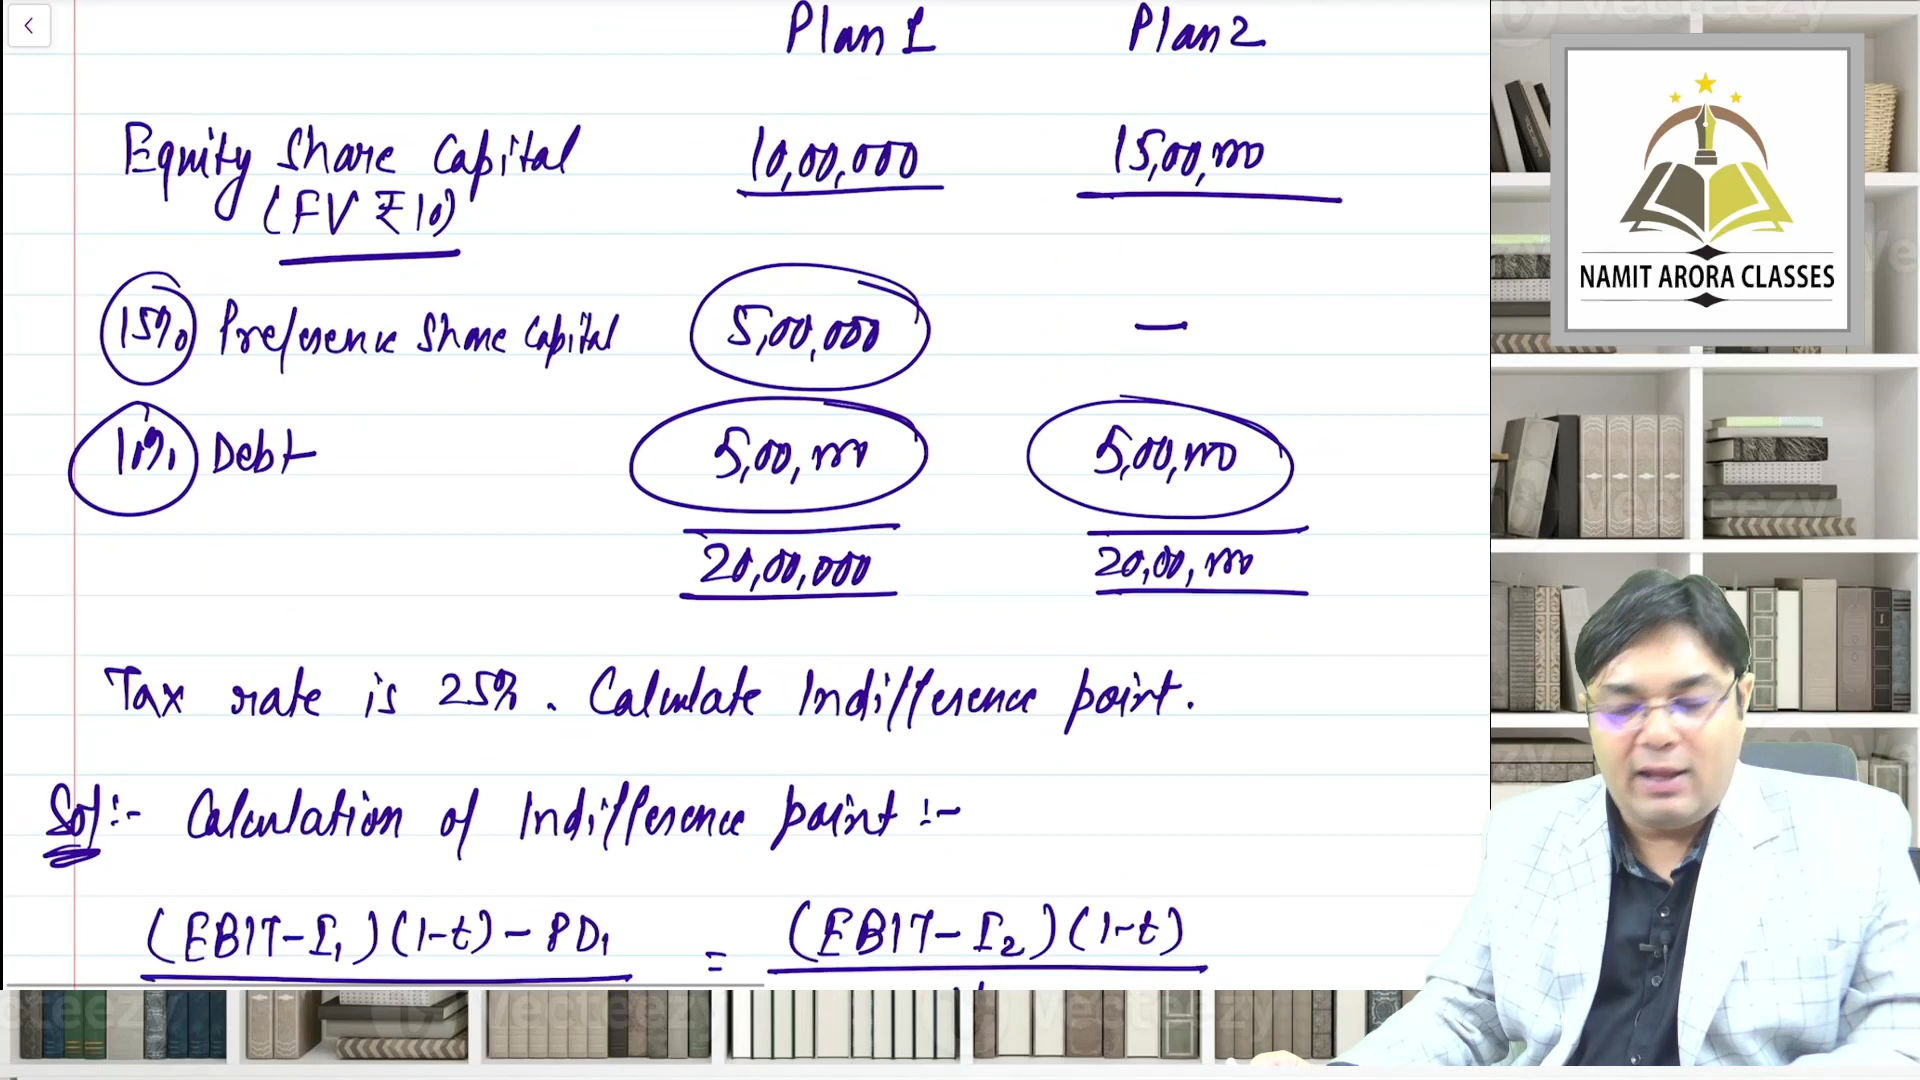 Plan 1 Plan 2
Equity Share Capital 10,00,000 15,00,000
(FV ₹ 10)
15% Preference Share Capital 5,00,000 —
10% Debt 5,00,000 5,00,000
20,00,000 20,00,000
Tax rate is 25%. Calculate Indifference point.
Sol:- Calculation of Indifference point :-
(EBIT-I₁)(1-t) - PD₁ = (EBIT-I₂)(1-t)
NAMIT ARORA CLASSES